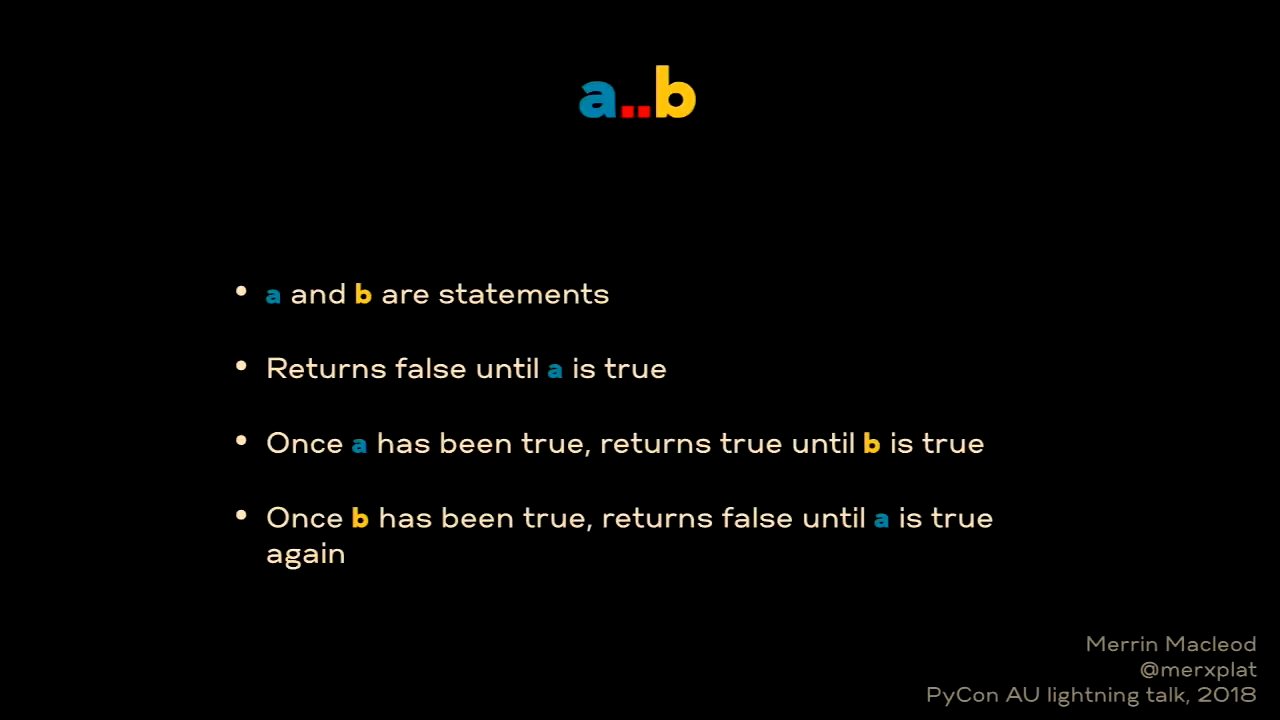 a..b
• a and b are statements
• Returns false until a is true
• Once a has been true, returns true until b is true
• Once b has been true, returns false until a is true
again
Merrin Macleod
@merxplat
PyCon AU lightning talk, 2018